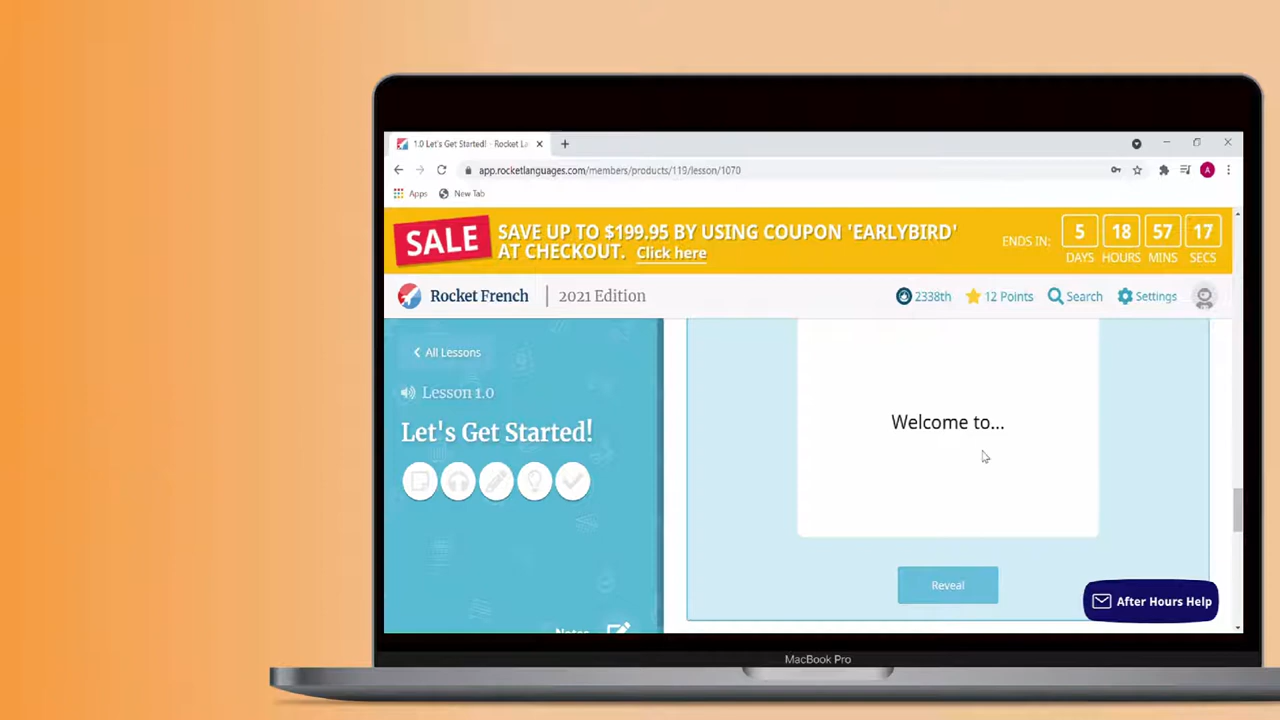 1.0 Let's Get Started! - Rocket La
app.rocketlanguages.com/members/products/119/lesson/1070
A
Apps
New Tab
SALE
SAVE UP TO $199.95 BY USING COUPON 'EARLYBIRD'
AT CHECKOUT. Click here
ENDS IN:
5 18 57 17
DAYS HOURS MINS SECS
Rocket French
2021 Edition
2338th
12 Points
Search
Settings
All Lessons
Lesson 1.0
Let's Get Started!
Welcome to...
Reveal
After Hours Help
Notes
MacBook Pro